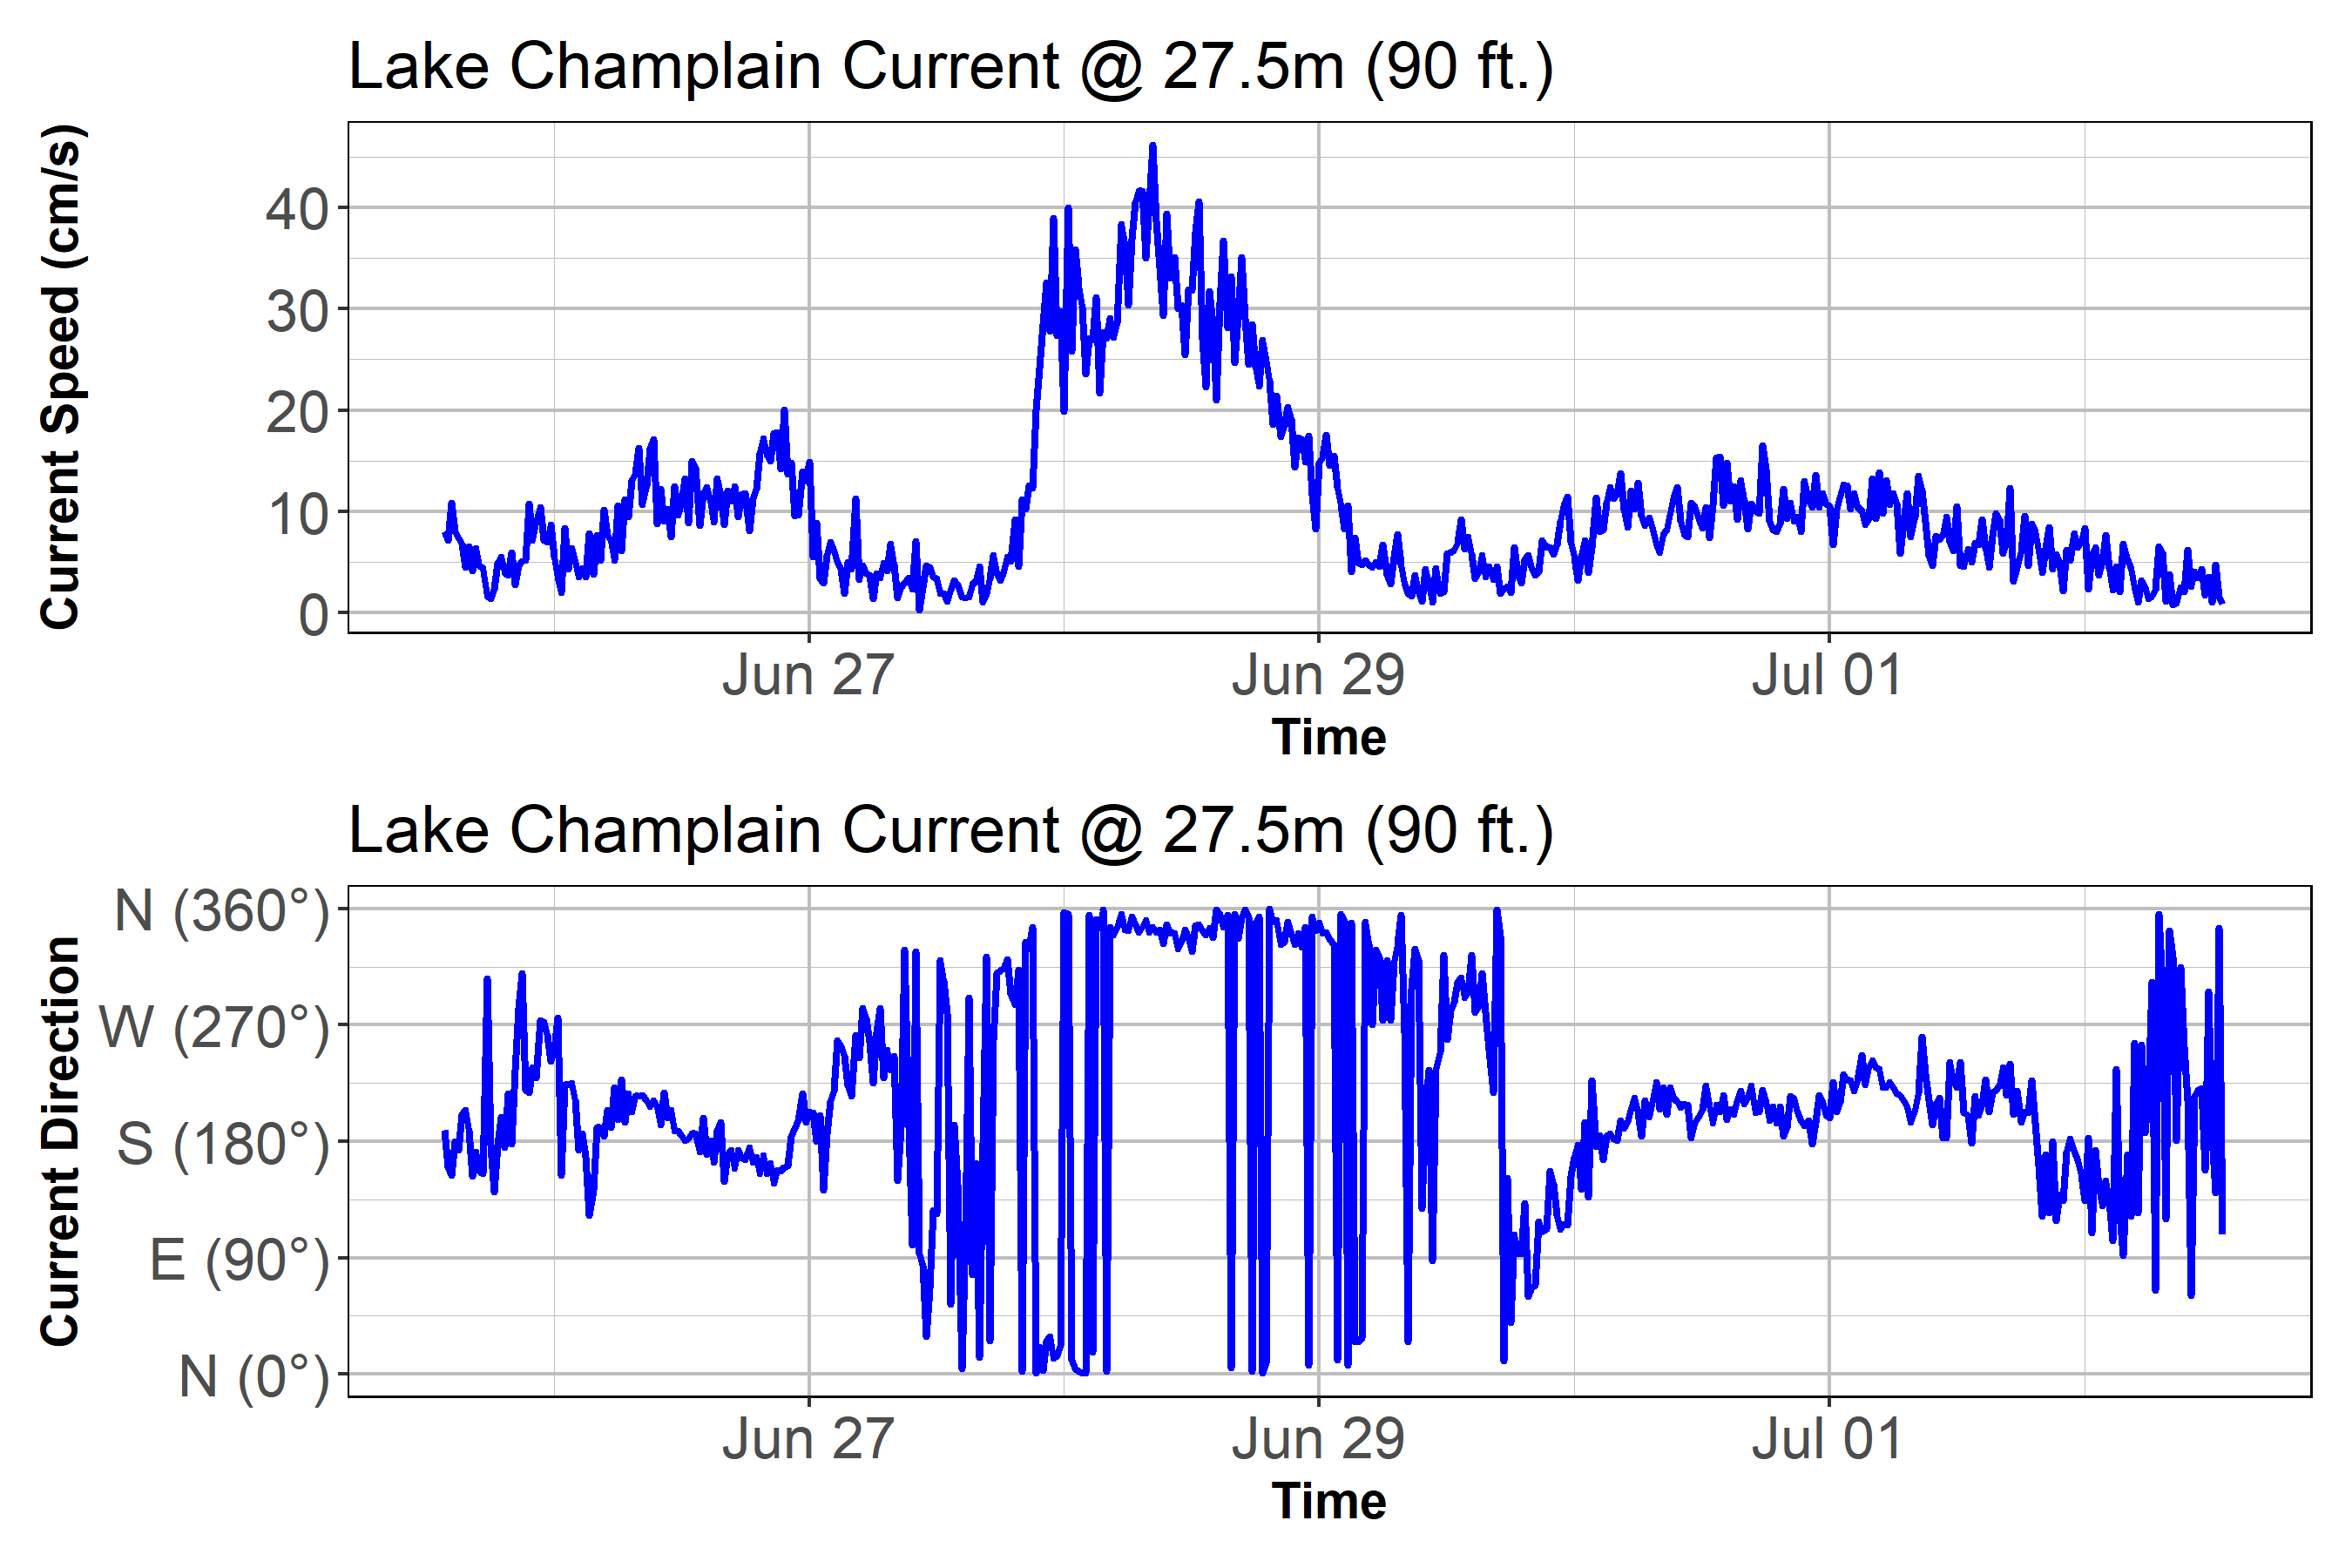 Lake Champlain Current @ 27.5m (90 ft.)
Current Speed (cm/s)
40
30
20
10
0
Jun 27
Jun 29
Jul 01
Time
Lake Champlain Current @ 27.5m (90 ft.)
Current Direction
N (360°)
W (270°)
S (180°)
E (90°)
N (0°)
Jun 27
Jun 29
Jul 01
Time